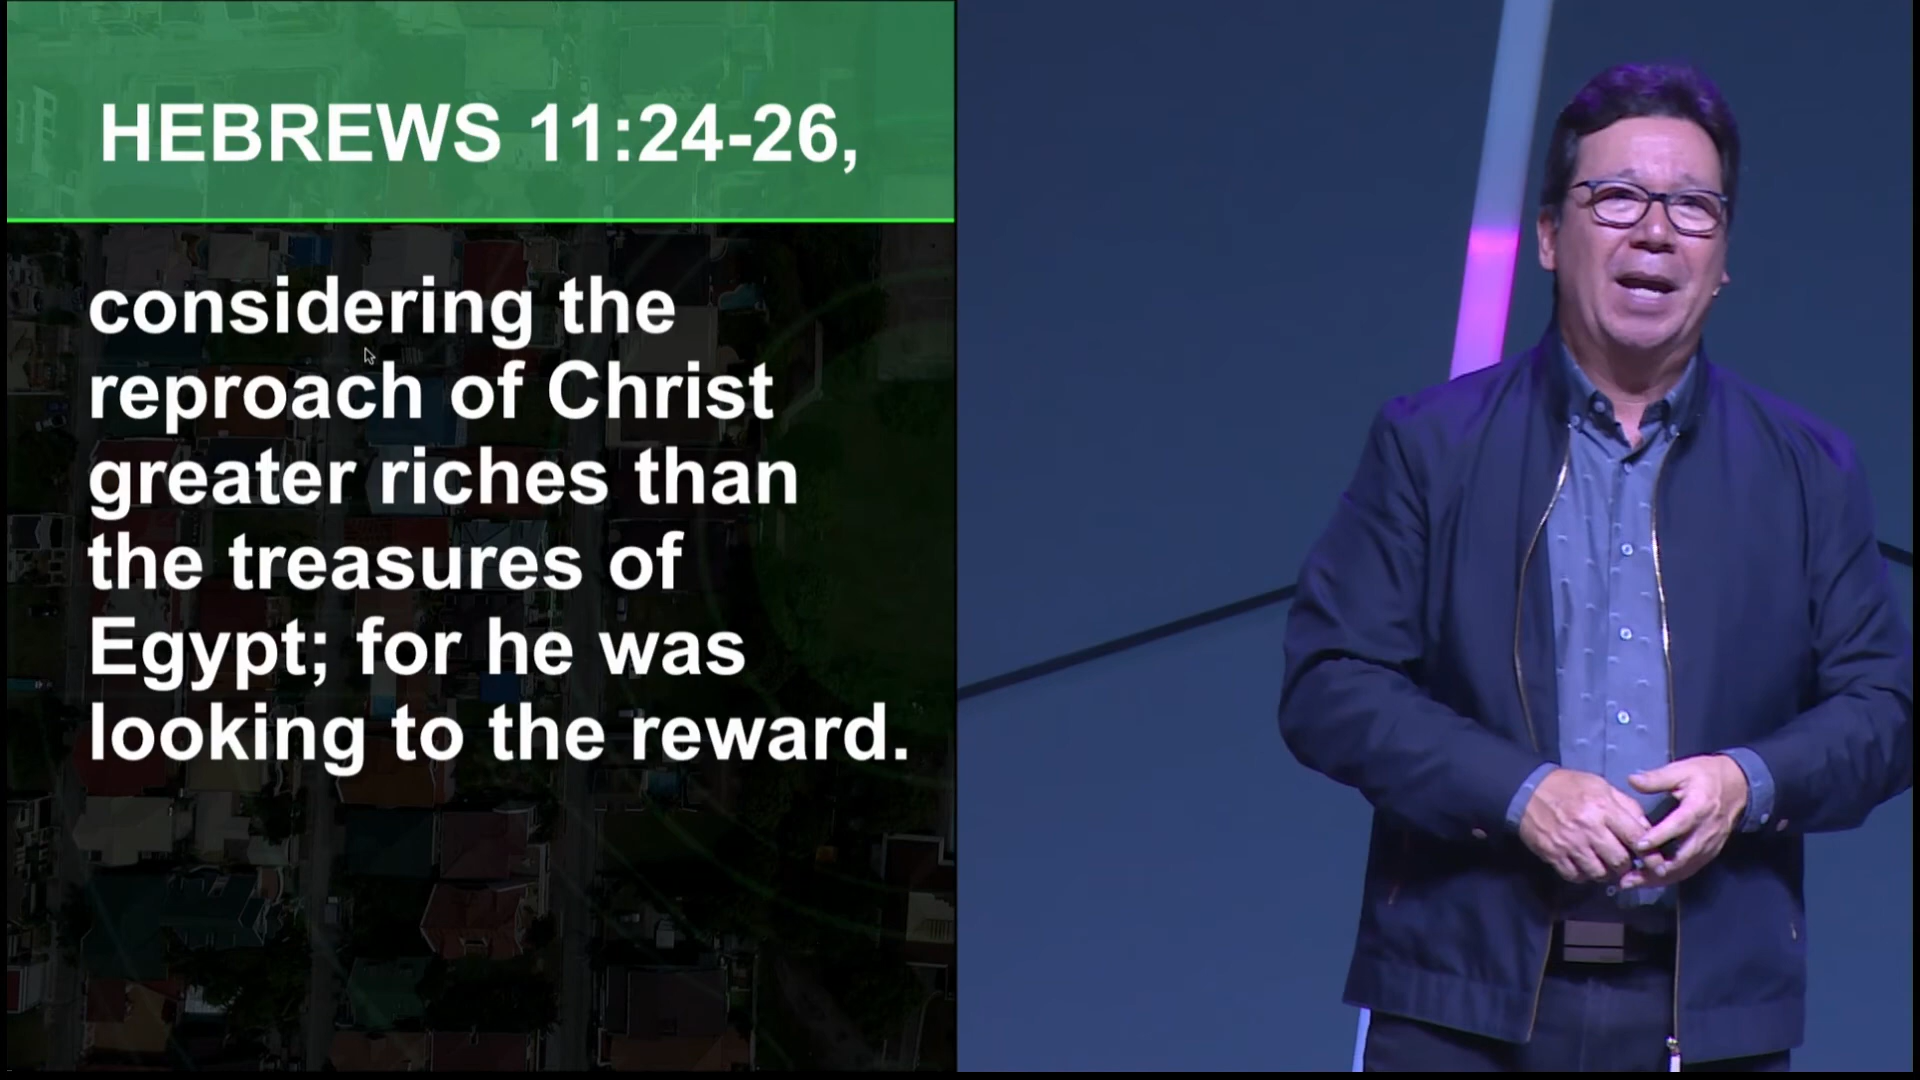 HEBREWS 11:24-26,
considering the
reproach of Christ
greater riches than
the treasures of
Egypt; for he was
looking to the reward.